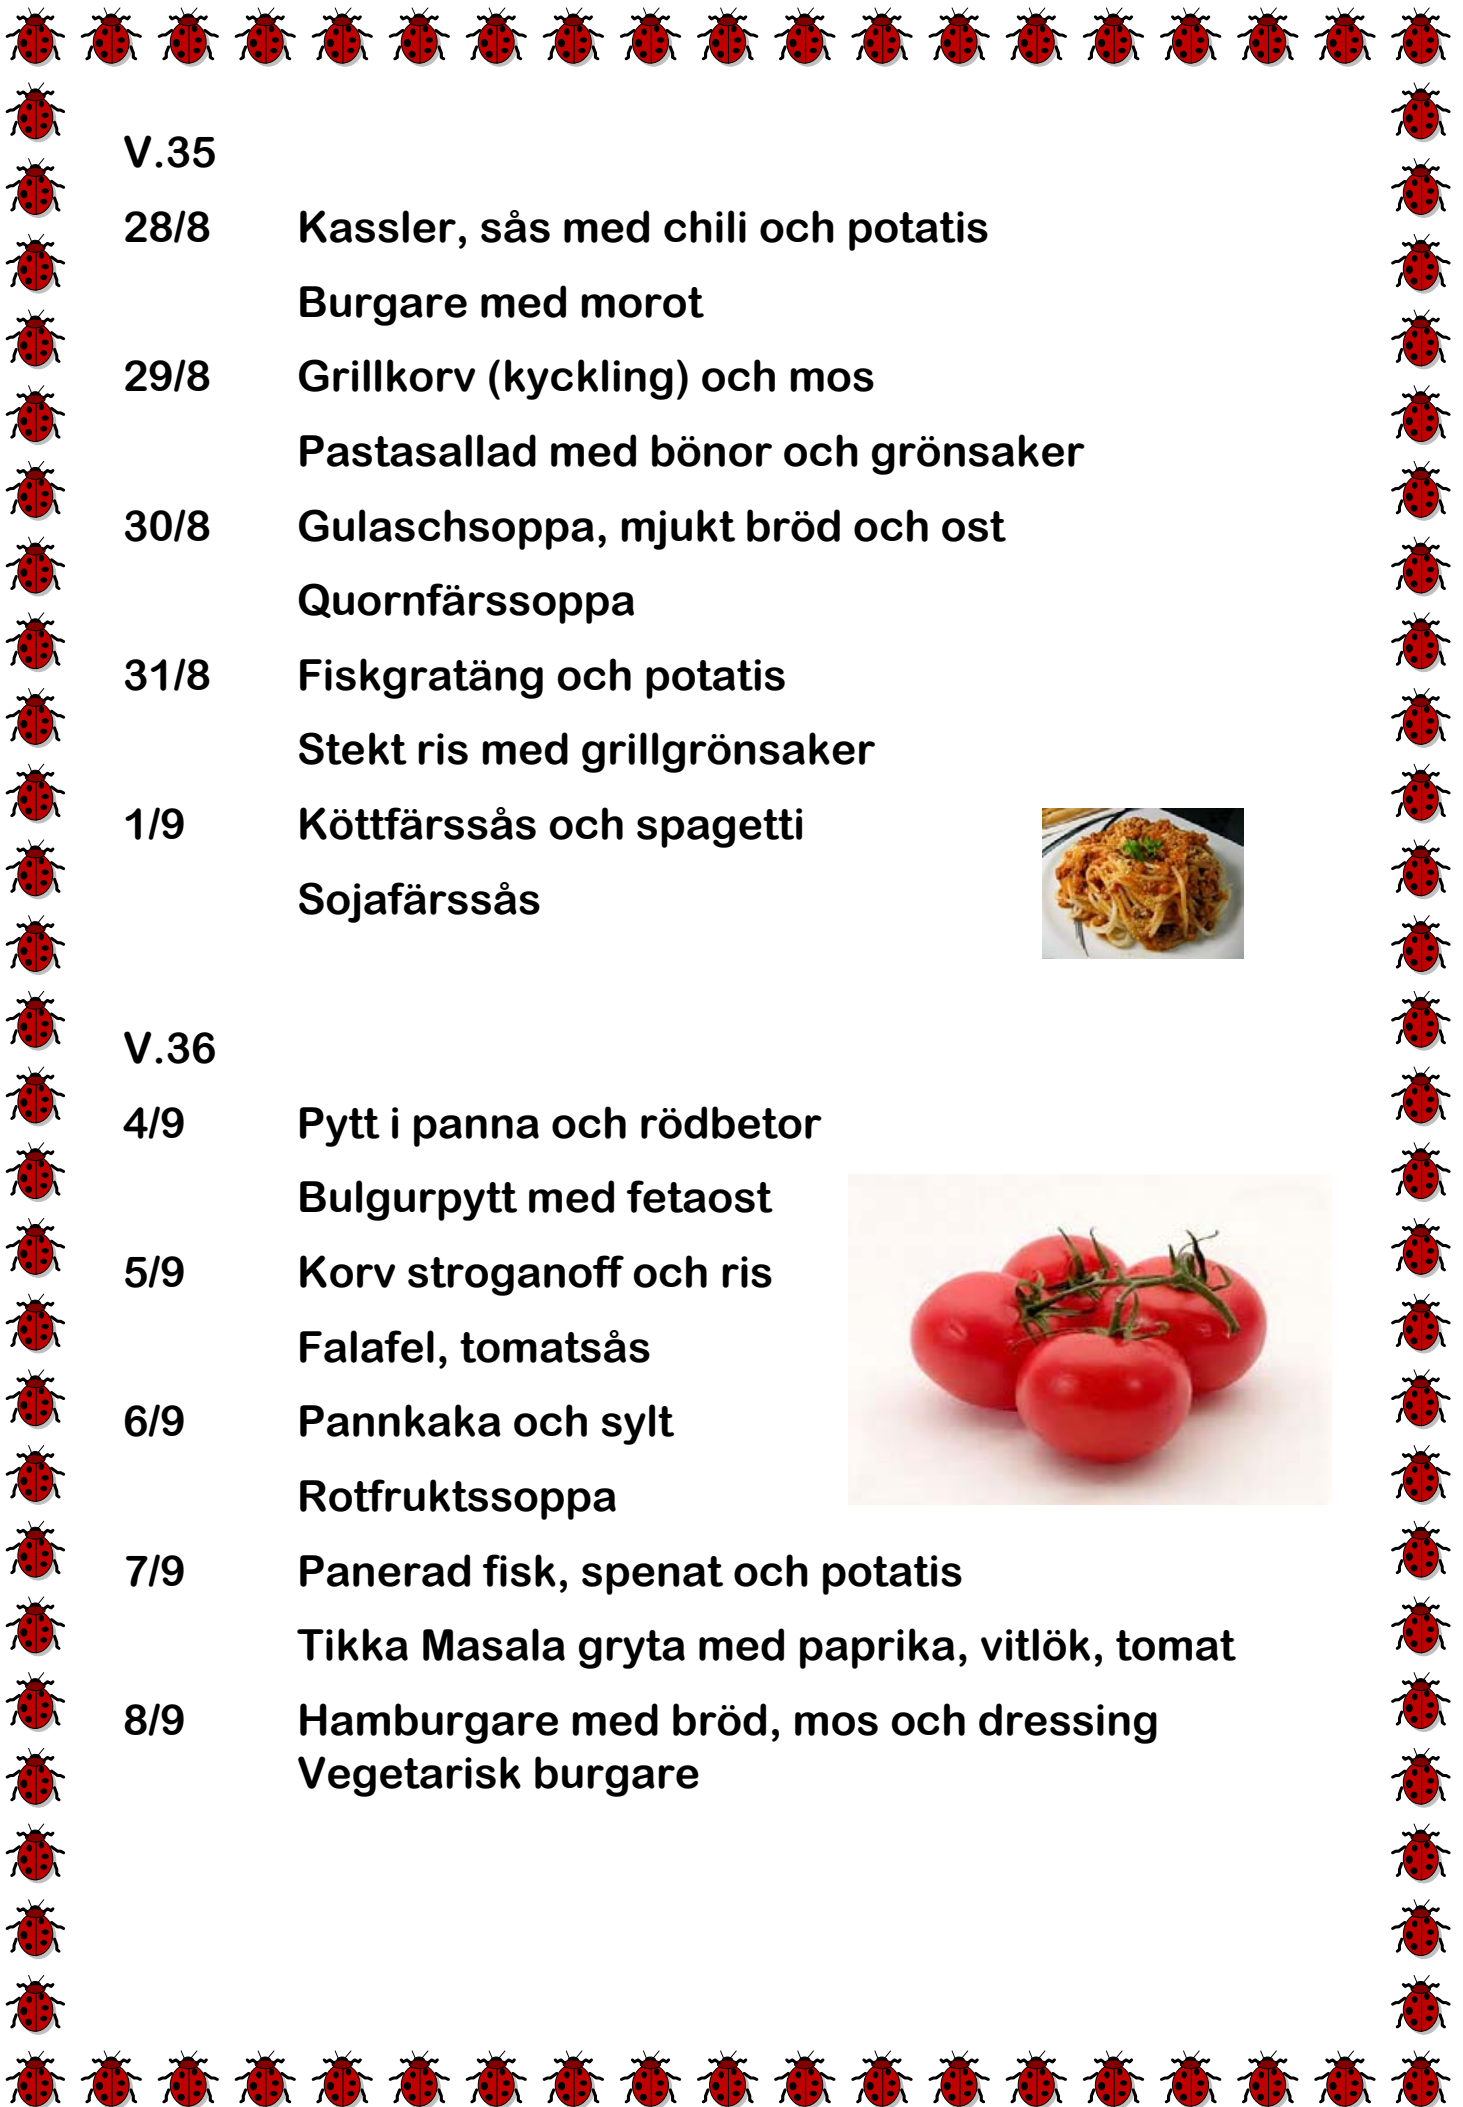 V.35
28/8 Kassler, sås med chili och potatis
Burgare med morot
29/8 Grillkorv (kyckling) och mos
Pastasallad med bönor och grönsaker
30/8 Gulaschsoppa, mjukt bröd och ost
Quornfärssoppa
31/8 Fiskgratäng och potatis
Stekt ris med grillgrönsaker
1/9 Köttfärssås och spagetti
Sojafärssås
V.36
4/9 Pytt i panna och rödbetor
Bulgurpytt med fetaost
5/9 Korv stroganoff och ris
Falafel, tomatsås
6/9 Pannkaka och sylt
Rotfruktssoppa
7/9 Panerad fisk, spenat och potatis
Tikka Masala gryta med paprika, vitlök, tomat
8/9 Hamburgare med bröd, mos och dressing
Vegetarisk burgare